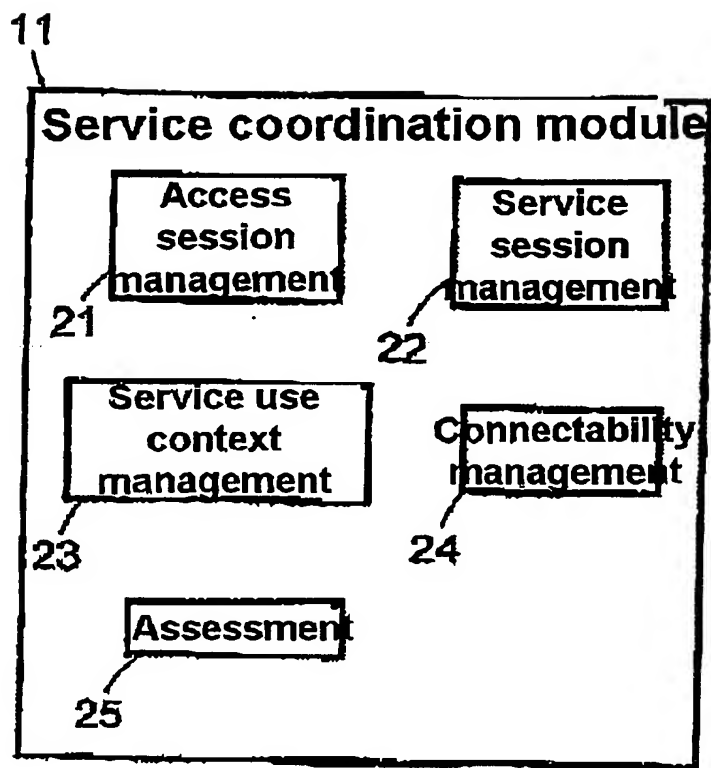 11
Service coordination module
Access
session
management
21
Service
session
management
22
Service use
context
management
23
Connectability
management
24
Assessment
25